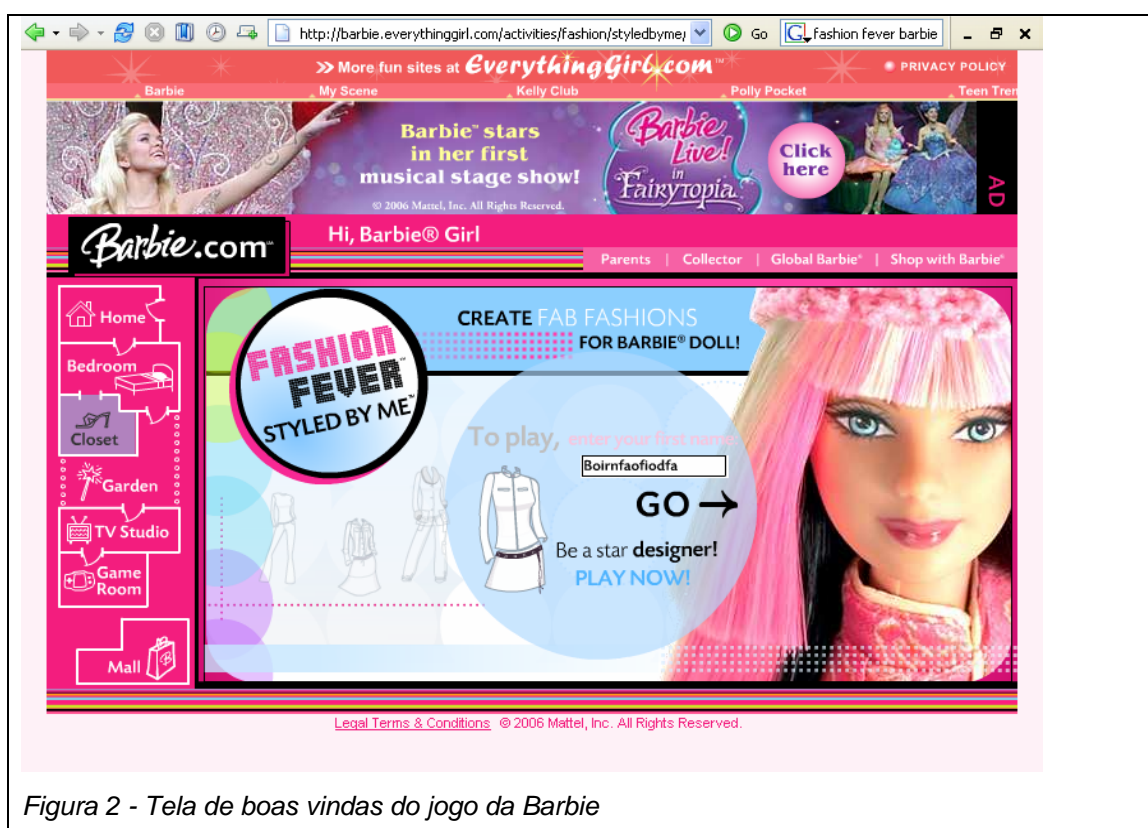 http://barbie.everythinggirl.com/activities/fashion/styledbyme/ Go G fashion fever barbie
>> More fun sites at EverythingGirl.com™ PRIVACY POLICY
Barbie My Scene Kelly Club Polly Pocket Teen Tren
Barbie™ stars
in her first
musical stage show!
© 2006 Mattel, Inc. All Rights Reserved.
Barbie
Live!
in
Fairytopia
Click
here
AD
Barbie.com™
Hi, Barbie® Girl
Parents | Collector | Global Barbie® | Shop with Barbie®
Home
Bedroom
Closet
Garden
TV Studio
Game
Room
Mall
FASHION
FEVER™
STYLED BY ME™
CREATE FAB FASHIONS
FOR BARBIE® DOLL!
To play, enter your first name
Boirnfaofiodfa
GO →
Be a star designer!
PLAY NOW!
Legal Terms & Conditions © 2006 Mattel, Inc. All Rights Reserved.
Figura 2 - Tela de boas vindas do jogo da Barbie